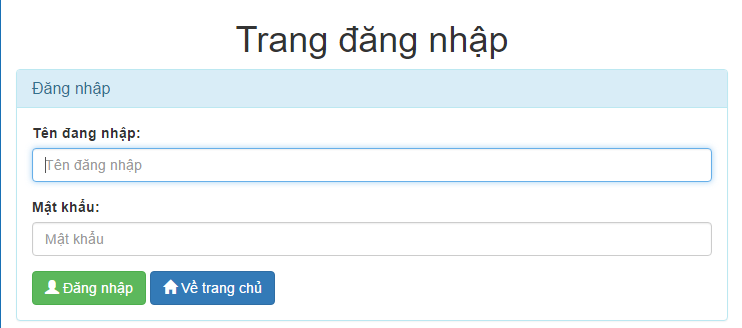 Trang đăng nhập
Đăng nhập
Tên đang nhập:
Tên đăng nhập
Mật khẩu:
Mật khẩu
Đăng nhập Về trang chủ